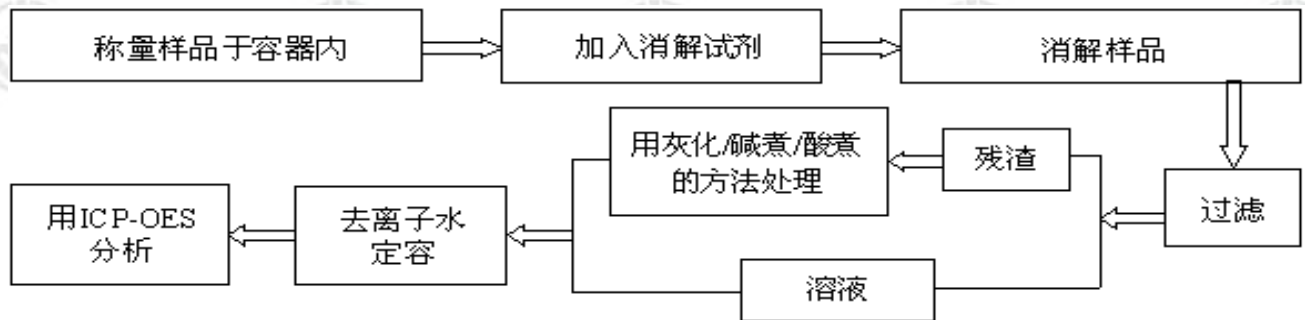 称量样品于容器内
加入消解试剂
消解样品
过滤
残渣
用灰化/碱煮/酸煮
的方法处理
溶液
去离子水
定容
用ICP-OES
分析